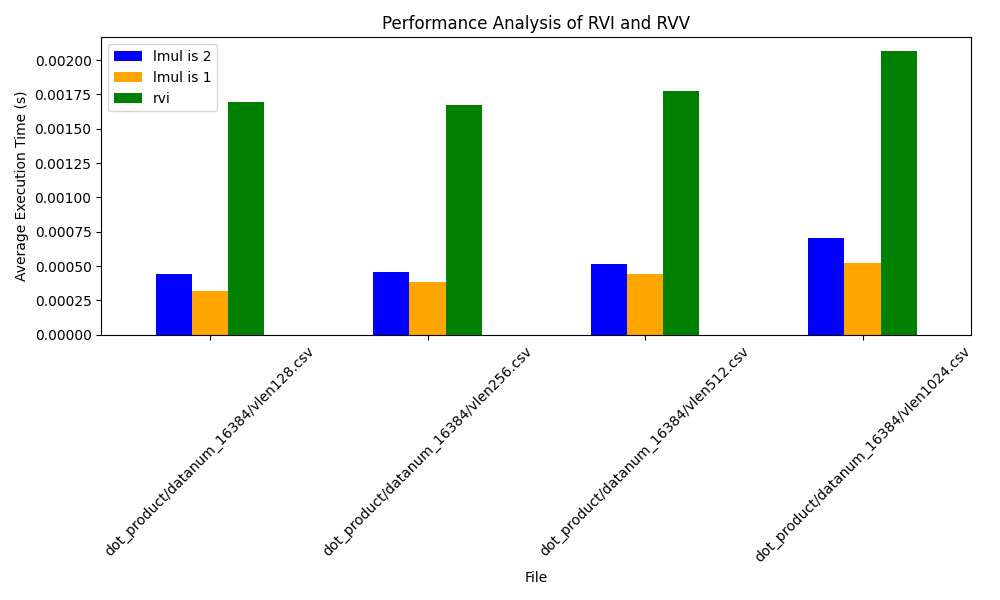 Performance Analysis of RVI and RVV
lmul is 2
lmul is 1
rvi
Average Execution Time (s)
0.00200
0.00175
0.00150
0.00125
0.00100
0.00075
0.00050
0.00025
0.00000
dot_product/datanum_16384/vlen128.csv
dot_product/datanum_16384/vlen256.csv
dot_product/datanum_16384/vlen512.csv
dot_product/datanum_16384/vlen1024.csv
File